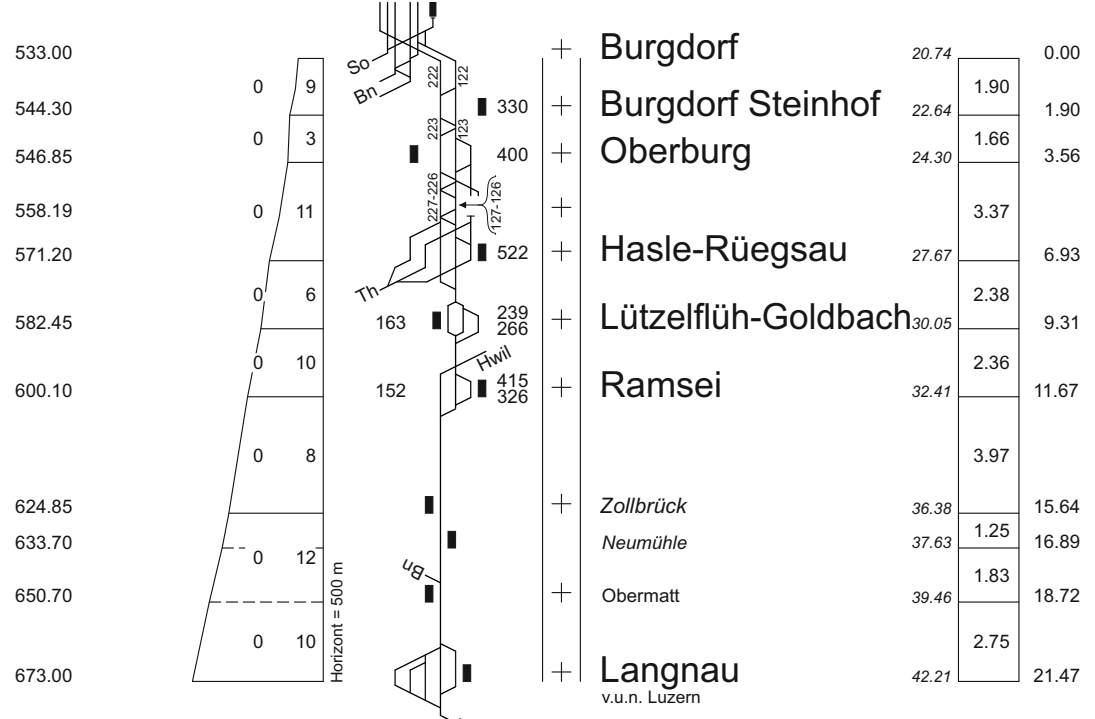 533.00 So 222 122 Burgdorf 20.74 0.00
0 9 Bn 1.90
544.30 330 Burgdorf Steinhof 22.64 1.90
0 3 223 123 1.66
546.85 400 Oberburg 24.30 3.56
558.19 0 11 227-226 127-126 3.37
571.20 522 Hasle-Rüegsau 27.67 6.93
0 6 Th 2.38
582.45 163 239 266 Lützelflüh-Goldbach 30.05 9.31
0 10 Hwil 2.36
600.10 152 415 326 Ramsei 32.41 11.67
0 8 3.97
624.85 Zollbrück 36.38 15.64
1.25
633.70 Neumühle 37.63 16.89
0 12 Bn 1.83
650.70 Obermatt 39.46 18.72
0 10 Horizont = 500 m 2.75
673.00 Langnau 42.21 21.47
v.u.n. Luzern